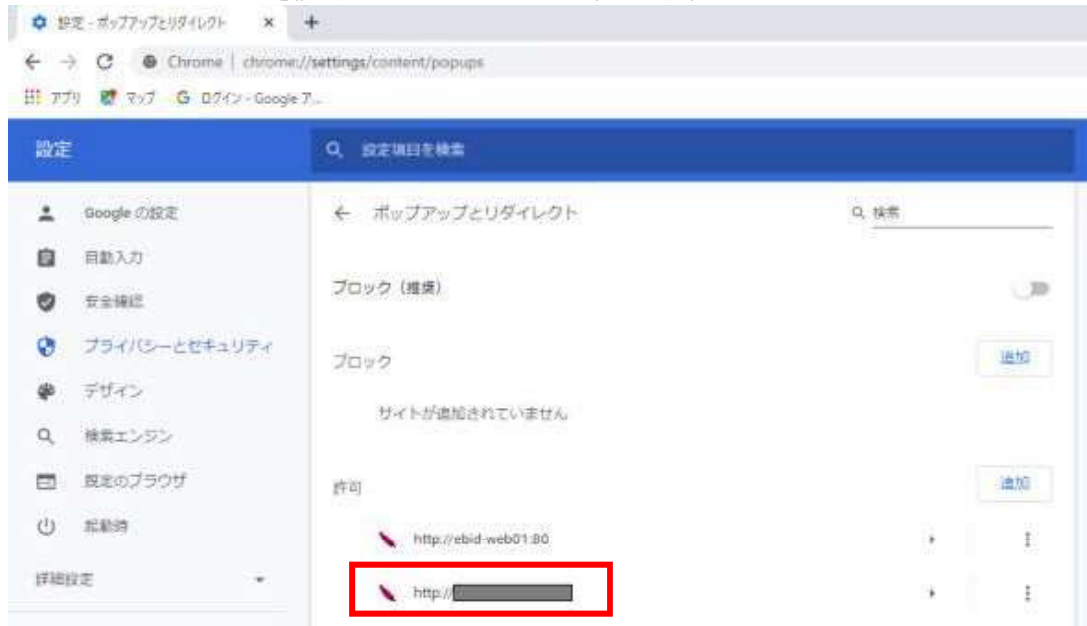 設定 - ポップアップとリダイレクト × +
Chrome | chrome://settings/content/popups
アプリ マップ G ログイン - Google ア...
設定
設定項目を検索
Google の設定
ポップアップとリダイレクト
検索
自動入力
ブロック（推奨）
安全確認
プライバシーとセキュリティ
ブロック
追加
デザイン
サイトが追加されていません
検索エンジン
既定のブラウザ
許可
追加
起動時
http://ebid-web01:80
詳細設定
http://